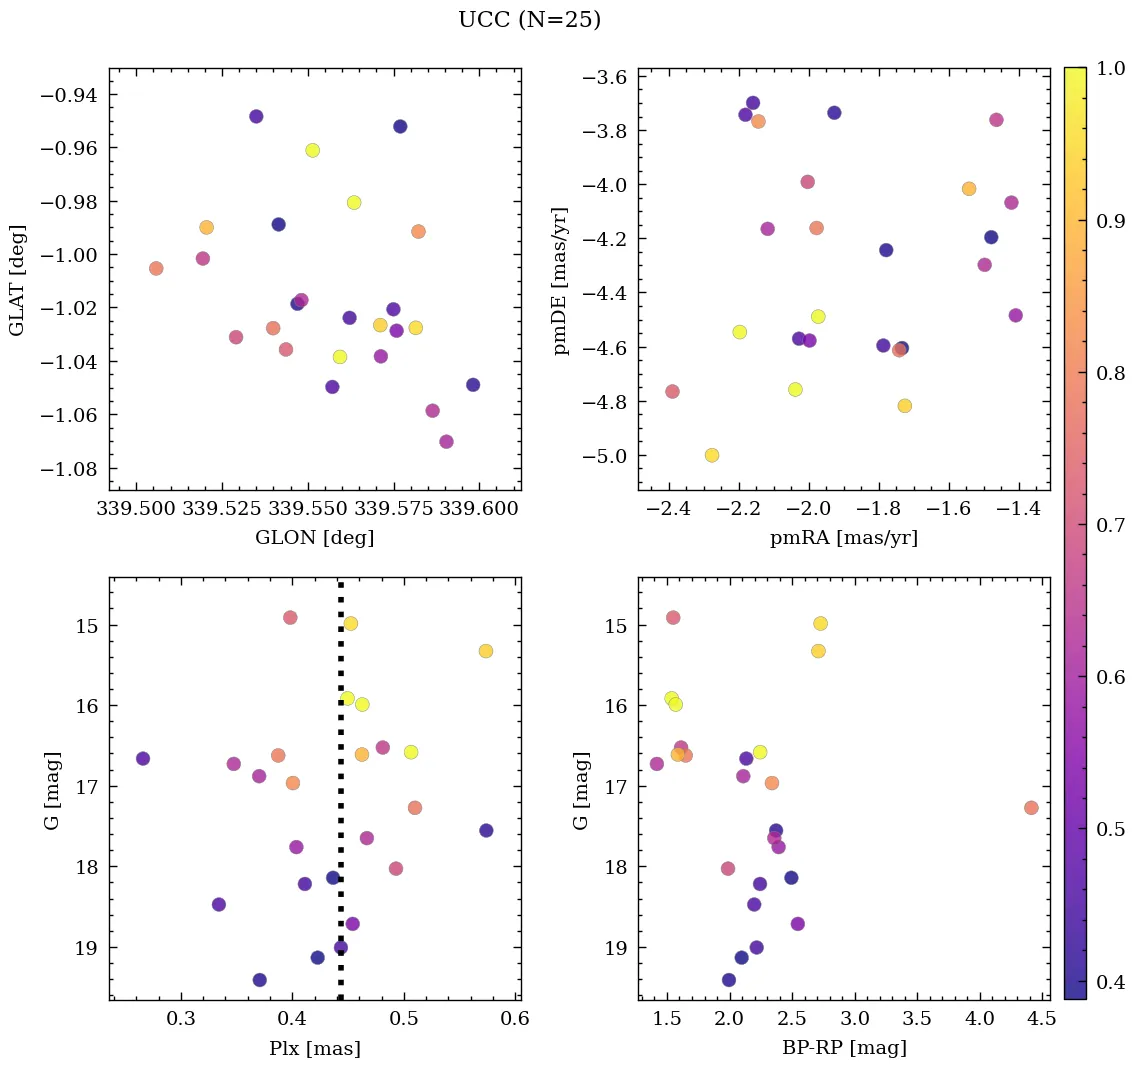 UCC (N=25)
−0.94
−0.96
−0.98
−1.00
−1.02
−1.04
−1.06
−1.08
GLAT [deg]
339.500 339.525 339.550 339.575 339.600
GLON [deg]
−3.6
−3.8
−4.0
−4.2
−4.4
−4.6
−4.8
−5.0
pmDE [mas/yr]
−2.4 −2.2 −2.0 −1.8 −1.6 −1.4
pmRA [mas/yr]
1.0
0.9
0.8
0.7
0.6
0.5
0.4
15
16
17
18
19
G [mag]
0.3 0.4 0.5 0.6
Plx [mas]
15
16
17
18
19
G [mag]
1.5 2.0 2.5 3.0 3.5 4.0 4.5
BP-RP [mag]